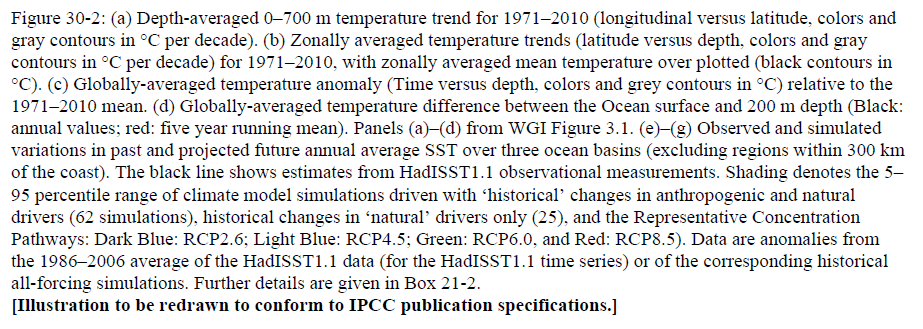 Figure 30-2: (a) Depth-averaged 0–700 m temperature trend for 1971–2010 (longitudinal versus latitude, colors and
gray contours in °C per decade). (b) Zonally averaged temperature trends (latitude versus depth, colors and gray
contours in °C per decade) for 1971–2010, with zonally averaged mean temperature over plotted (black contours in
°C). (c) Globally-averaged temperature anomaly (Time versus depth, colors and grey contours in °C) relative to the
1971–2010 mean. (d) Globally-averaged temperature difference between the Ocean surface and 200 m depth (Black:
annual values; red: five year running mean). Panels (a)–(d) from WGI Figure 3.1. (e)–(g) Observed and simulated
variations in past and projected future annual average SST over three ocean basins (excluding regions within 300 km
of the coast). The black line shows estimates from HadISST1.1 observational measurements. Shading denotes the 5–
95 percentile range of climate model simulations driven with ‘historical’ changes in anthropogenic and natural
drivers (62 simulations), historical changes in ‘natural’ drivers only (25), and the Representative Concentration
Pathways: Dark Blue: RCP2.6; Light Blue: RCP4.5; Green: RCP6.0, and Red: RCP8.5). Data are anomalies from
the 1986–2006 average of the HadISST1.1 data (for the HadISST1.1 time series) or of the corresponding historical
all-forcing simulations. Further details are given in Box 21-2.
[Illustration to be redrawn to conform to IPCC publication specifications.]